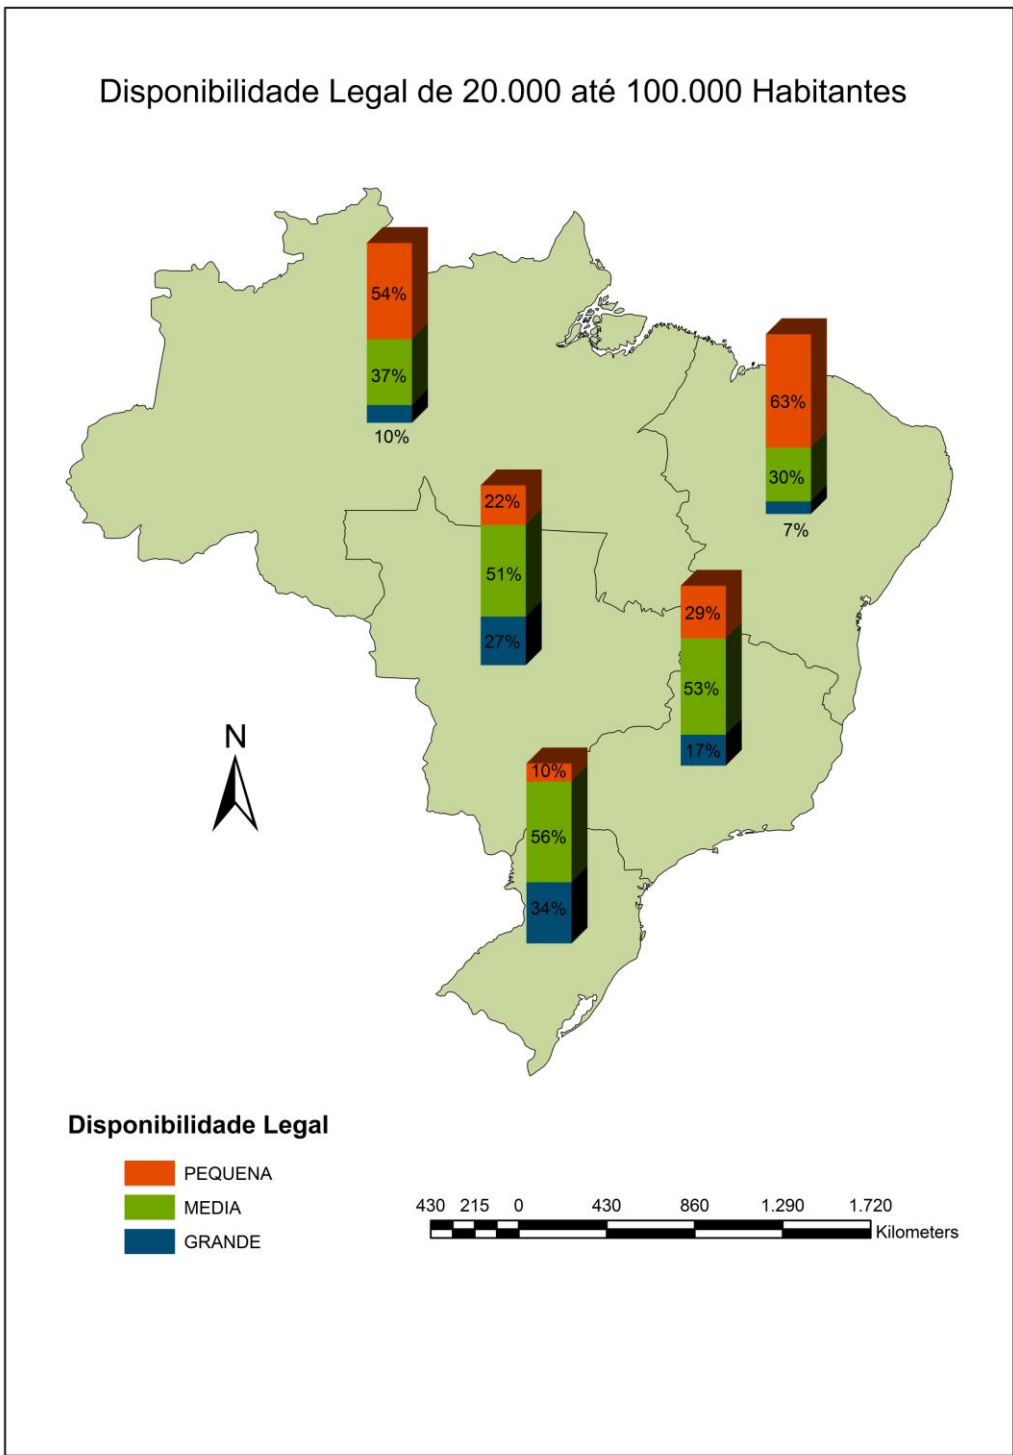 Disponibilidade Legal de 20.000 até 100.000 Habitantes
54%
37%
10%
63%
30%
7%
22%
51%
27%
29%
53%
17%
N
10%
56%
34%
Disponibilidade Legal
PEQUENA
MEDIA
GRANDE
430 215 0 430 860 1.290 1.720
Kilometers